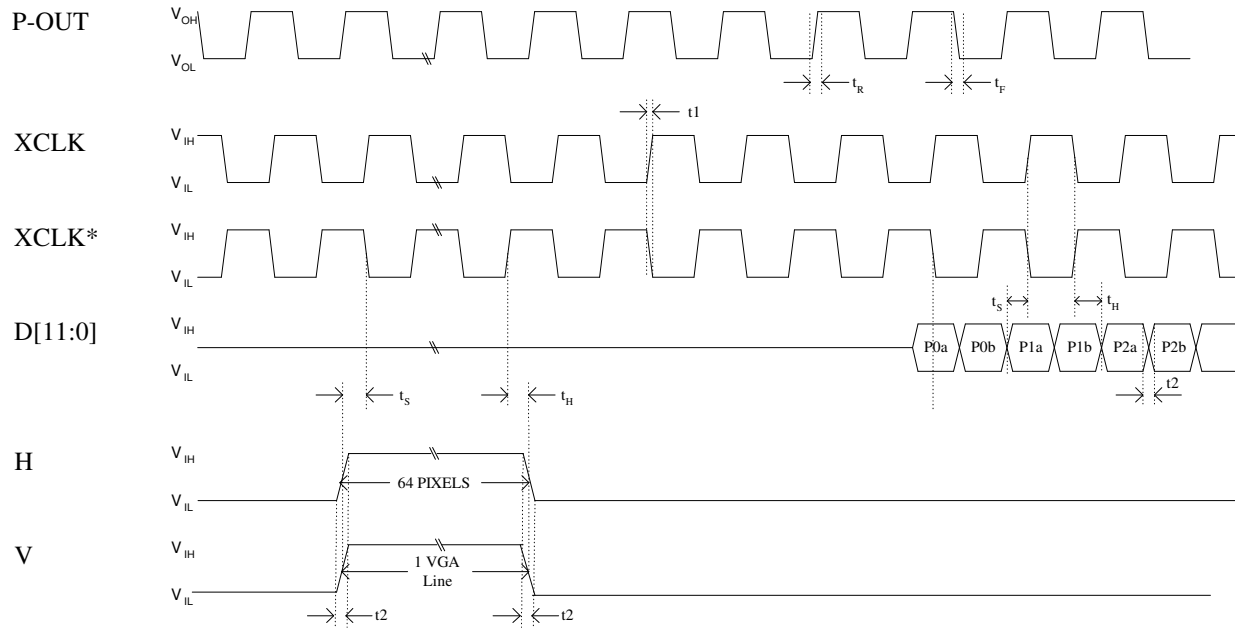 P-OUT
VOH
VOL
tR
tF
t1
XCLK
VIH
VIL
XCLK*
VIH
VIL
tS
tH
D[11:0]
VIH
VIL
P0a P0b P1a P1b P2a P2b
t2
tS
tH
H
VIH
VIL
64 PIXELS
V
VIH
VIL
1 VGA
Line
t2
t2